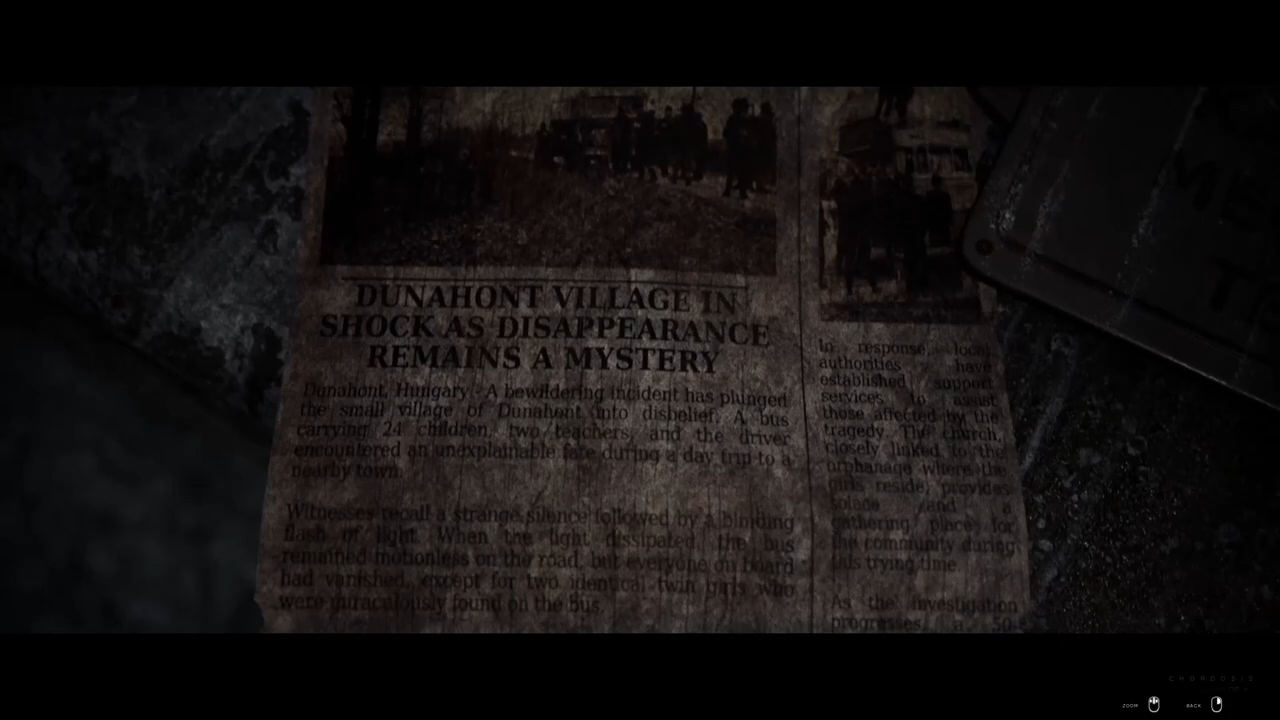 DUNAHONT VILLAGE IN
SHOCK AS DISAPPEARANCE
REMAINS A MYSTERY
Dunahont, Hungary - A bewildering incident has plunged
the small village of Dunahont into disbelief. A bus
carrying 24 children, two teachers, and the driver
encountered an unexplainable fate during a day trip to a
nearby town.
Witnesses recall a strange silence followed by a blinding
flash of light. When the light dissipated, the bus
remained motionless on the road, but everyone on board
had vanished, except for two identical twin girls who
were miraculously found on the bus.
In response, local
authorities have
established support
services to assist
those affected by the
tragedy. The church,
closely linked to the
orphanage where the
girls reside, provides
solace and a
gathering place for
the community during
this trying time.
As the investigation
progresses, a 50-
CHORDOSIS
ZOOM
BACK